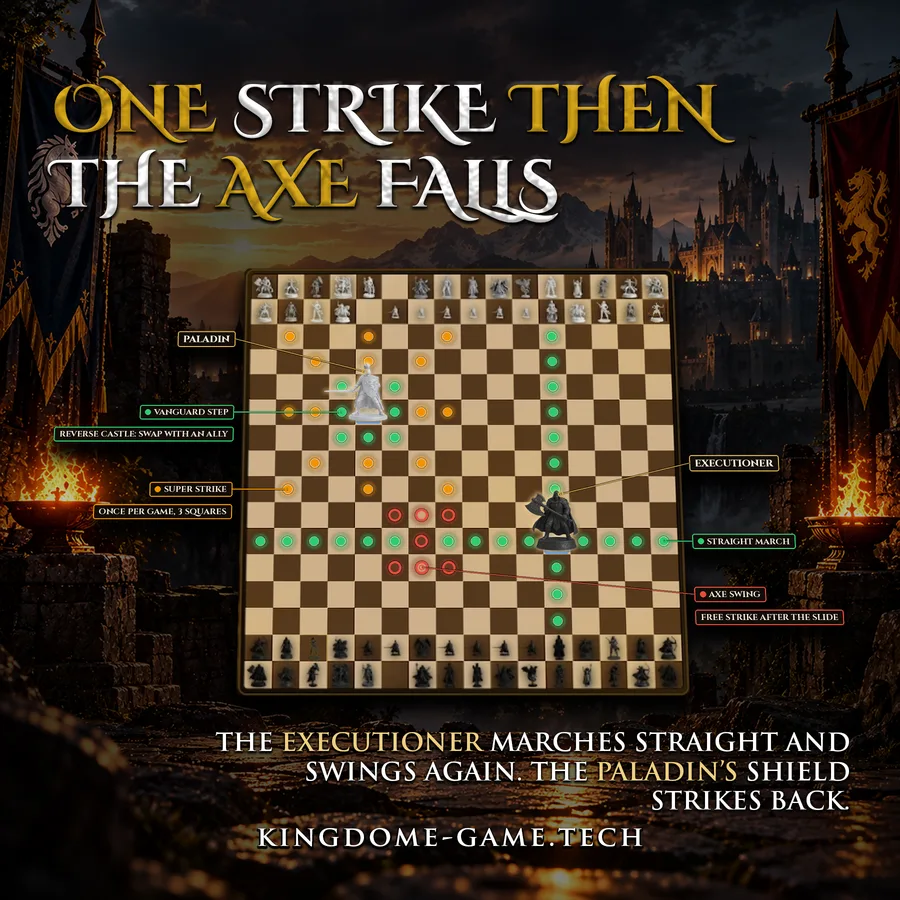 ONE STRIKE THEN
THE AXE FALLS
PALADIN
VANGUARD STEP
REVERSE CASTLE: SWAP WITH AN ALLY
EXECUTIONER
SUPER STRIKE
ONCE PER GAME, 3 SQUARES
STRAIGHT MARCH
AXE SWING
FREE STRIKE AFTER THE SLIDE
THE EXECUTIONER MARCHES STRAIGHT AND
SWINGS AGAIN. THE PALADIN'S SHIELD
STRIKES BACK.
KINGDOME-GAME.TECH